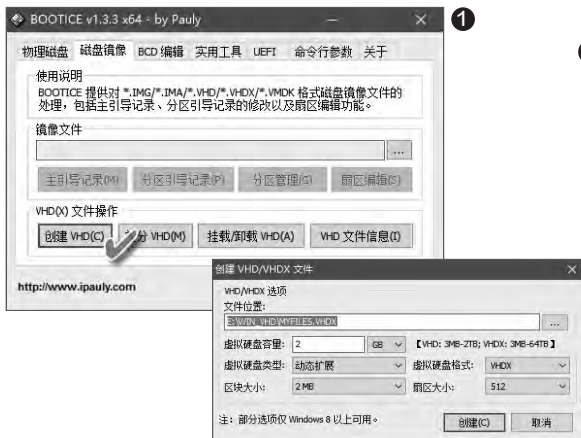 BOOTICE v1.3.3 x64 - by Pauly
❶
物理磁盘 磁盘镜像 BCD 编辑 实用工具 UEFI 命令行参数 关于
使用说明
BOOTICE 提供对 *.IMG/*.IMA/*.VHD/*.VHDX/*.VMDK 格式磁盘镜像文件的
处理，包括主引导记录、分区引导记录的修改以及扇区编辑功能。
镜像文件
...
主引导记录(M) 分区引导记录(P) 分区管理(G) 扇区编辑(S)
VHD(X) 文件操作
创建 VHD(C) 分 VHD(M) 挂载/卸载 VHD(A) VHD 文件信息(I)
http://www.ipauly.com
创建 VHD/VHDX 文件
VHD/VHDX 选项
文件位置:
E:\WIN_VHD\MYFILES.VHDX ...
虚拟硬盘容量: 2 GB 【VHD: 3MB-2TB; VHDX: 3MB-64TB】
虚拟硬盘类型: 动态扩展 虚拟硬盘格式: VHDX
区块大小: 2 MB 扇区大小: 512
注：部分选项仅 Windows 8 以上可用。 创建(C) 取消